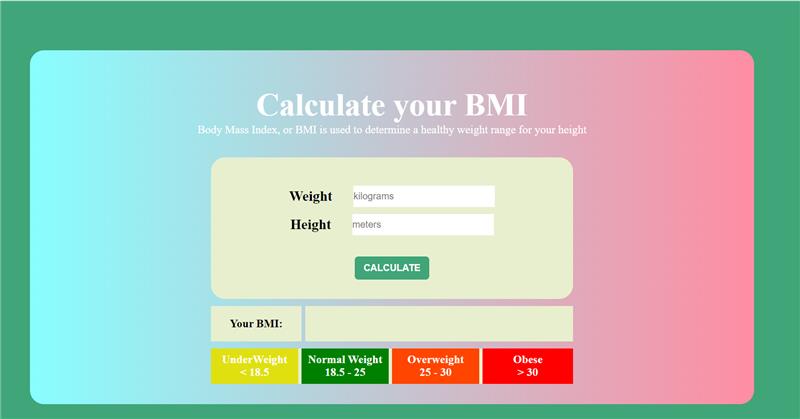 Calculate your BMI
Body Mass Index, or BMI is used to determine a healthy weight range for your height
Weight kilograms
Height meters
CALCULATE
Your BMI:
UnderWeight Normal Weight Overweight Obese
< 18.5 18.5 - 25 25 - 30 > 30